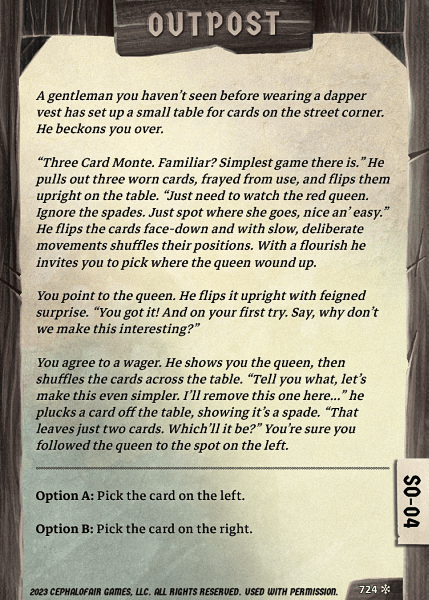 OUTPOST
A gentleman you haven’t seen before wearing a dapper
vest has set up a small table for cards on the street corner.
He beckons you over.
“Three Card Monte. Familiar? Simplest game there is.” He
pulls out three worn cards, frayed from use, and flips them
upright on the table. “Just need to watch the red queen.
Ignore the spades. Just spot where she goes, nice an’ easy.”
He flips the cards face-down and with slow, deliberate
movements shuffles their positions. With a flourish he
invites you to pick where the queen wound up.
You point to the queen. He flips it upright with feigned
surprise. “You got it! And on your first try. Say, why don’t
we make this interesting?”
You agree to a wager. He shows you the queen, then
shuffles the cards across the table. “Tell you what, let’s
make this even simpler. I’ll remove this one here...” he
plucks a card off the table, showing it’s a spade. “That
leaves just two cards. Which’ll it be?” You’re sure you
followed the queen to the spot on the left.
Option A: Pick the card on the left.
Option B: Pick the card on the right.
SO-04
2023 CEPHALOFAIR GAMES, LLC. ALL RIGHTS RESERVED. USED WITH PERMISSION.
724